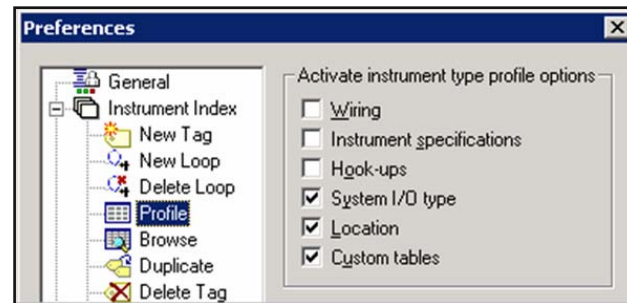 Preferences
General
Instrument Index
New Tag
New Loop
Delete Loop
Profile
Browse
Duplicate
Delete Tag
Activate instrument type profile options
Wiring
Instrument specifications
Hook-ups
System I/O type
Location
Custom tables